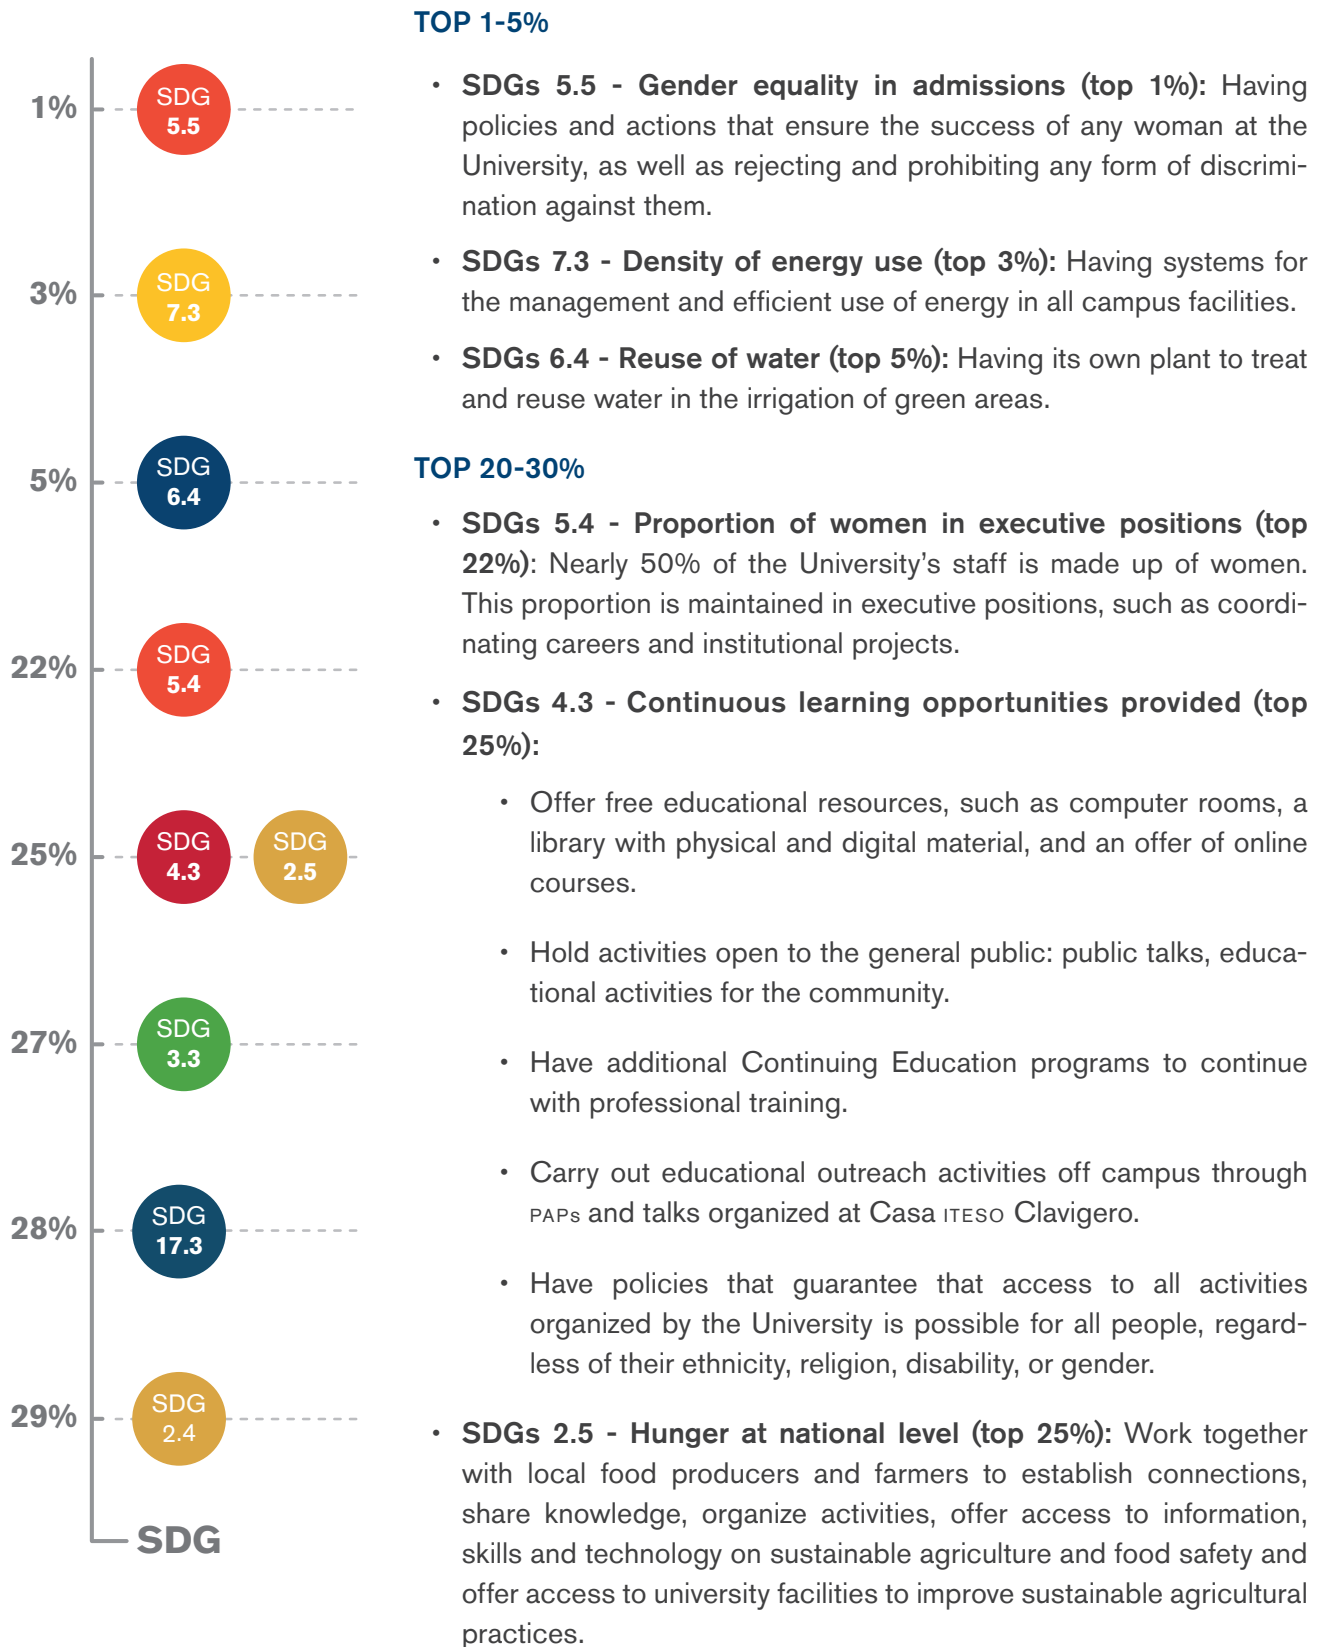 1%
SDG
5.5
3%
SDG
7.3
5%
SDG
6.4
22%
SDG
5.4
25%
SDG
4.3
SDG
2.5
27%
SDG
3.3
28%
SDG
17.3
29%
SDG
2.4
SDG
TOP 1-5%
• SDGs 5.5 - Gender equality in admissions (top 1%): Having
policies and actions that ensure the success of any woman at the
University, as well as rejecting and prohibiting any form of discrimi-
nation against them.
• SDGs 7.3 - Density of energy use (top 3%): Having systems for
the management and efficient use of energy in all campus facilities.
• SDGs 6.4 - Reuse of water (top 5%): Having its own plant to treat
and reuse water in the irrigation of green areas.
TOP 20-30%
• SDGs 5.4 - Proportion of women in executive positions (top
22%): Nearly 50% of the University's staff is made up of women.
This proportion is maintained in executive positions, such as coordi-
nating careers and institutional projects.
• SDGs 4.3 - Continuous learning opportunities provided (top
25%):
• Offer free educational resources, such as computer rooms, a
library with physical and digital material, and an offer of online
courses.
• Hold activities open to the general public: public talks, educa-
tional activities for the community.
• Have additional Continuing Education programs to continue
with professional training.
• Carry out educational outreach activities off campus through
PAPs and talks organized at Casa ITESO Clavigero.
• Have policies that guarantee that access to all activities
organized by the University is possible for all people, regard-
less of their ethnicity, religion, disability, or gender.
• SDGs 2.5 - Hunger at national level (top 25%): Work together
with local food producers and farmers to establish connections,
share knowledge, organize activities, offer access to information,
skills and technology on sustainable agriculture and food safety and
offer access to university facilities to improve sustainable agricultural
practices.